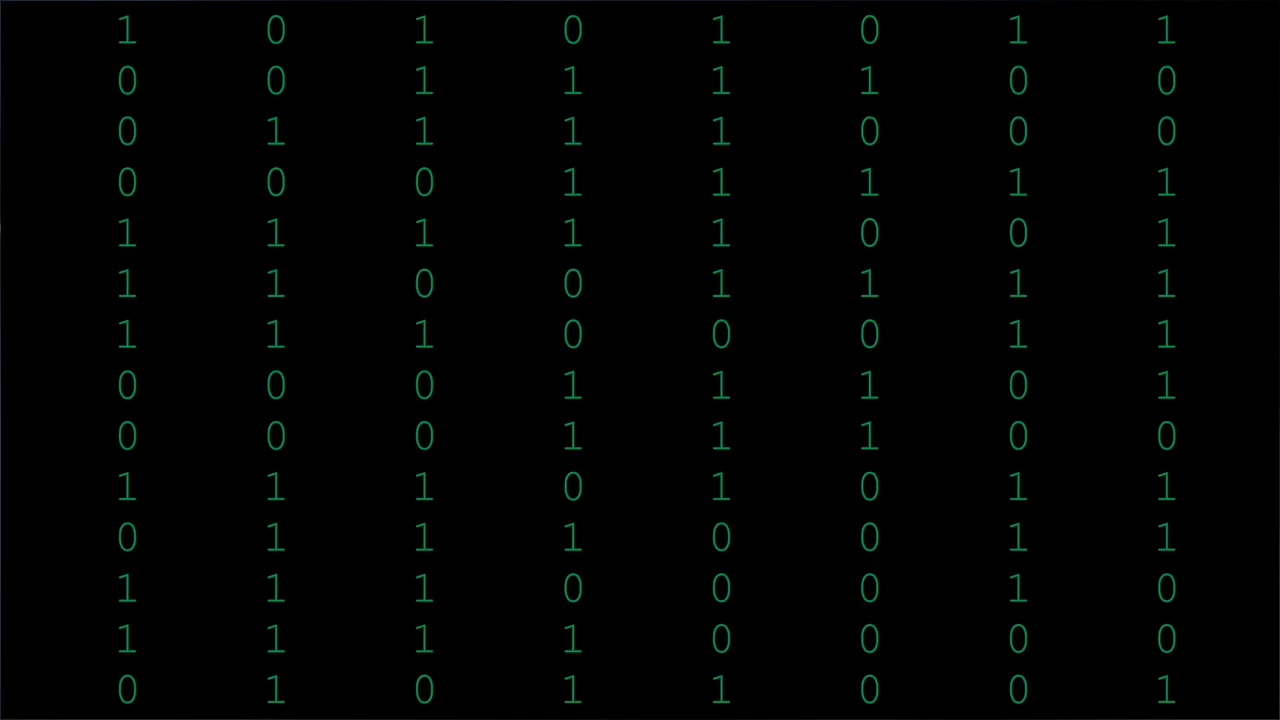 1 0 1 0 1 0 1 1
0 0 1 1 1 1 0 0
0 1 1 1 1 0 0 0
0 0 0 1 1 1 1 1
1 1 1 1 1 0 0 1
1 1 0 0 1 1 1 1
1 1 1 0 0 0 1 1
0 0 0 1 1 1 0 1
0 0 0 1 1 1 0 0
1 1 1 0 1 0 1 1
0 1 1 1 0 0 1 1
1 1 1 0 0 0 1 0
1 1 1 1 0 0 0 0
0 1 0 1 1 0 0 1